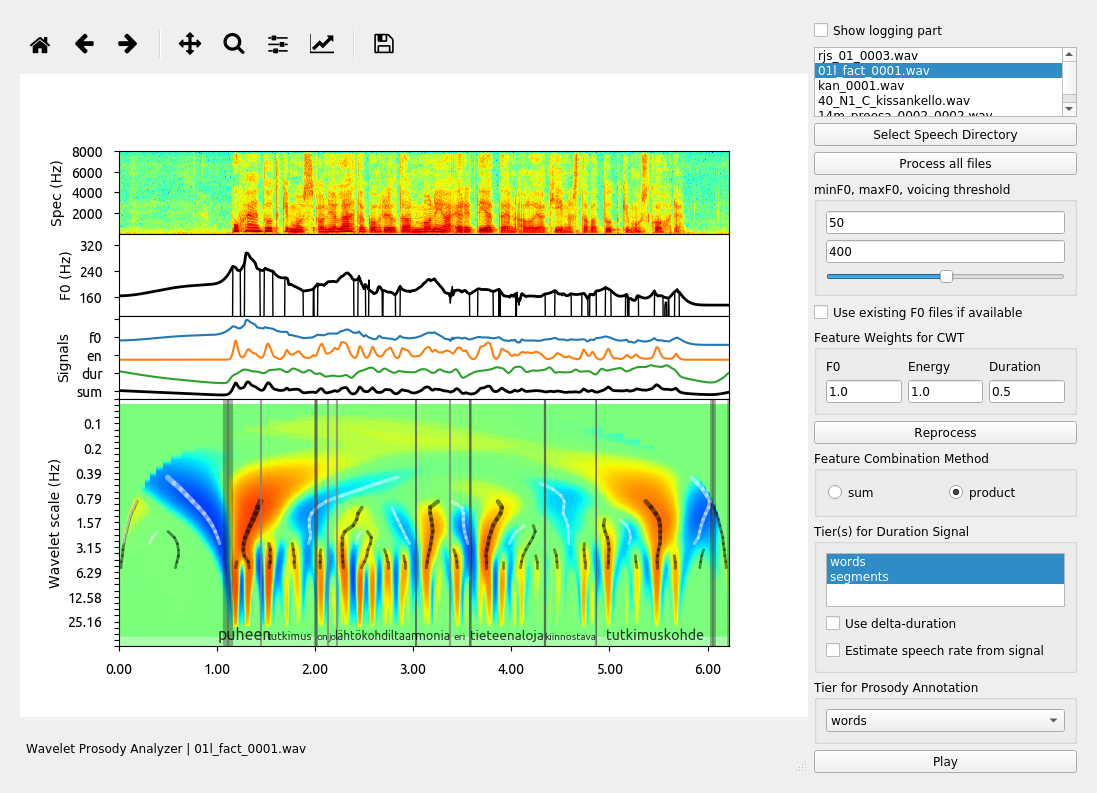 Show logging part
rjs_01_0003.wav
01l_fact_0001.wav
kan_0001.wav
40_N1_C_kissankello.wav
14m_proosa_0002_0002.wav
Select Speech Directory
Process all files
minF0, maxF0, voicing threshold
50
400
Use existing F0 files if available
Feature Weights for CWT
F0 Energy Duration
1.0 1.0 0.5
Reprocess
Feature Combination Method
sum product
Tier(s) for Duration Signal
words
segments
Use delta-duration
Estimate speech rate from signal
Tier for Prosody Annotation
words
Play
Spec (Hz)
8000
6000
4000
2000
F0 (Hz)
320
240
160
Signals
f0
en
dur
sum
Wavelet scale (Hz)
0.1
0.2
0.39
0.79
1.57
3.15
6.29
12.58
25.16
puheen tutkimus on jo lähtökohdiltaan monia eri tieteenaloja kiinnostava tutkimuskohde
0.00 1.00 2.00 3.00 4.00 5.00 6.00
Wavelet Prosody Analyzer | 01l_fact_0001.wav